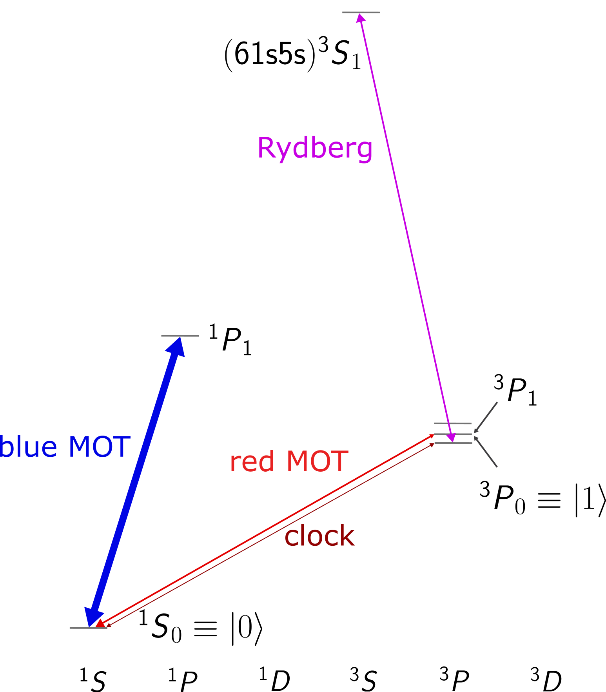 (61s5s)³S₁
Rydberg
¹P₁
³P₁
blue MOT
red MOT
³P₀ ≡ |1⟩
clock
¹S₀ ≡ |0⟩
¹S ¹P ¹D ³S ³P ³D